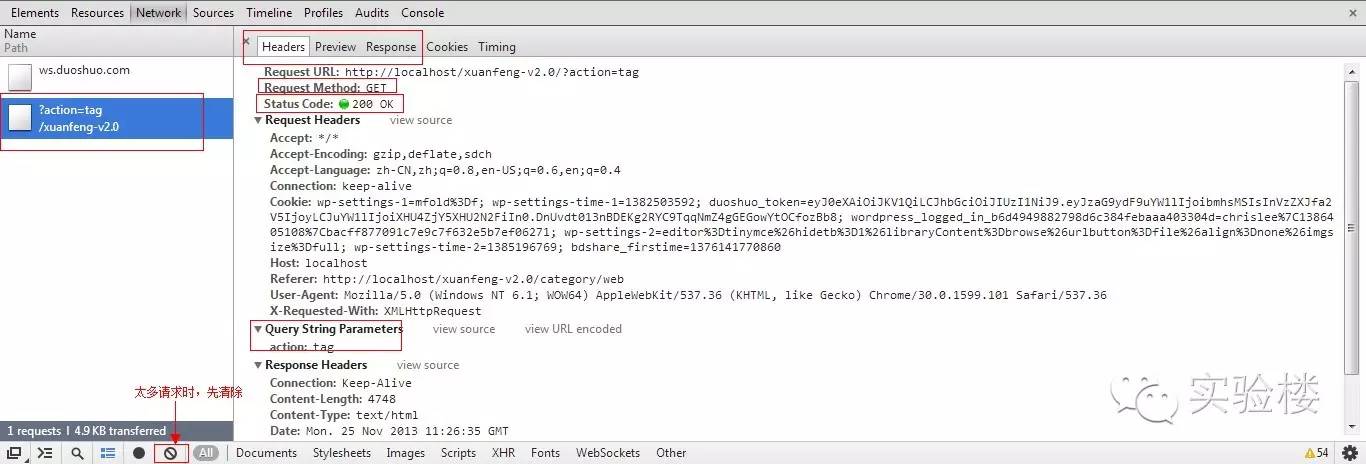 Elements Resources Network Sources Timeline Profiles Audits Console
Name
Path
ws.duoshuo.com
?action=tag
/xuanfeng-v2.0
Headers Preview Response Cookies Timing
Request URL: http://localhost/xuanfeng-v2.0/?action=tag
Request Method: GET
Status Code: 200 OK
Request Headers view source
Accept: */*
Accept-Encoding: gzip,deflate,sdch
Accept-Language: zh-CN,zh;q=0.8,en-US;q=0.6,en;q=0.4
Connection: keep-alive
Cookie: wp-settings-1=mfold%3Df; wp-settings-time-1=1382503592; duoshuo_token=eyJ0eXAiOiJKV1QiLCJhbGciOiJIUzI1NiJ9.eyJzaG9ydF9uYW1lIjoibmhsMSIsInVzZXJfa2
V5IjoyLCJuYW1lIjoiXHU4ZjY5XHU2N2FiIn0.DnUvdt013nBDEKg2RYC9TqqNmZ4gGEGowYtOCfozBb8; wordpress_logged_in_b6d4949882798d6c384febaaa403304d=chrislee%7C13864
05108%7Cbacff877091c7e9c7f632e5b7ef06271; wp-settings-2=editor%3Dtinymce%26hidetb%3D1%26libraryContent%3Dbrowse%26urlbutton%3Dfile%26align%3Dnone%26imgs
ize%3Dfull; wp-settings-time-2=1385196769; bdshare_firstime=1376141770860
Host: localhost
Referer: http://localhost/xuanfeng-v2.0/category/web
User-Agent: Mozilla/5.0 (Windows NT 6.1; WOW64) AppleWebKit/537.36 (KHTML, like Gecko) Chrome/30.0.1599.101 Safari/537.36
X-Requested-With: XMLHttpRequest
Query String Parameters view source view URL encoded
action: tag
Response Headers view source
Connection: Keep-Alive
Content-Length: 4748
Content-Type: text/html
Date: Mon, 25 Nov 2013 11:26:35 GMT
太多请求时，先清除
实验楼
1 requests | 4.9 KB transferred
All Documents Stylesheets Images Scripts XHR Fonts WebSockets Other 54